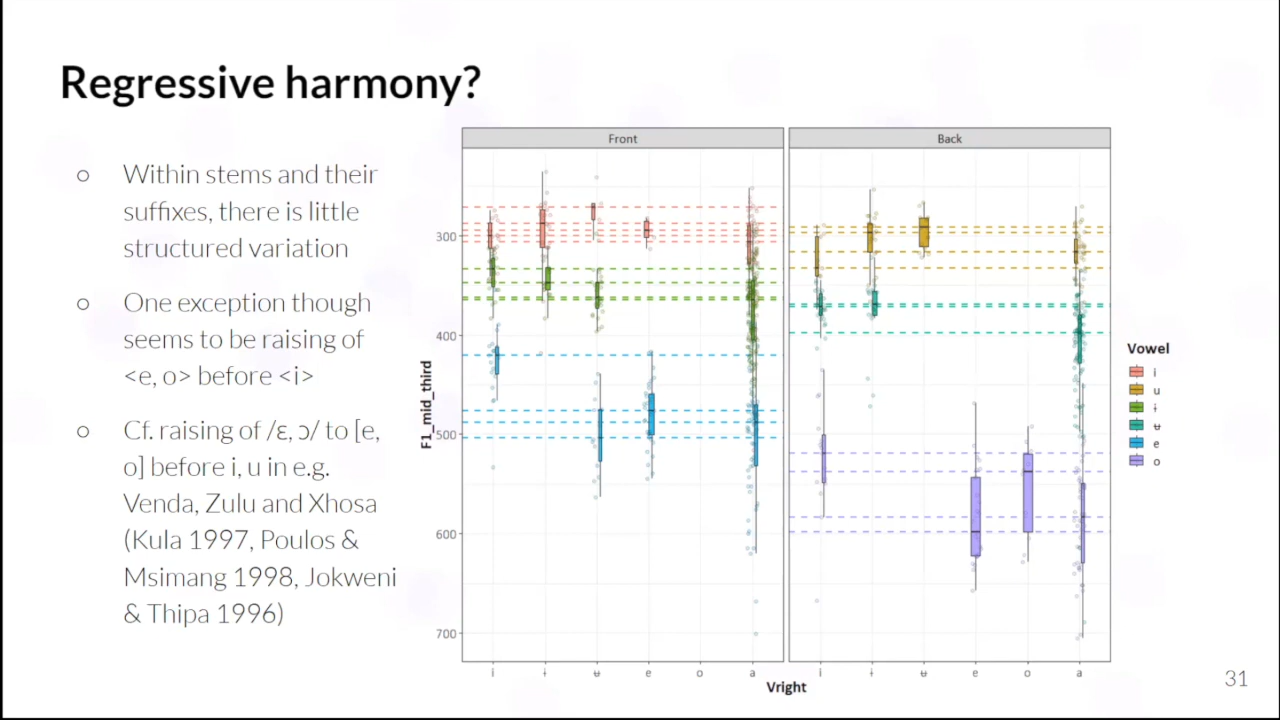 Regressive harmony?
○ Within stems and their
suffixes, there is little
structured variation
○ One exception though
seems to be raising of
<e, o> before <i>
○ Cf. raising of /ɛ, ɔ/ to [e,
o] before i, u in e.g.
Venda, Zulu and Xhosa
(Kula 1997, Poulos &
Msimang 1998, Jokweni
& Thipa 1996)
Front
Back
300
400
500
600
700
F1_mid_third
i ɨ ʉ e o a
i ɨ ʉ e o a
Vright
Vowel
i
u
ɨ
ʉ
e
o
31